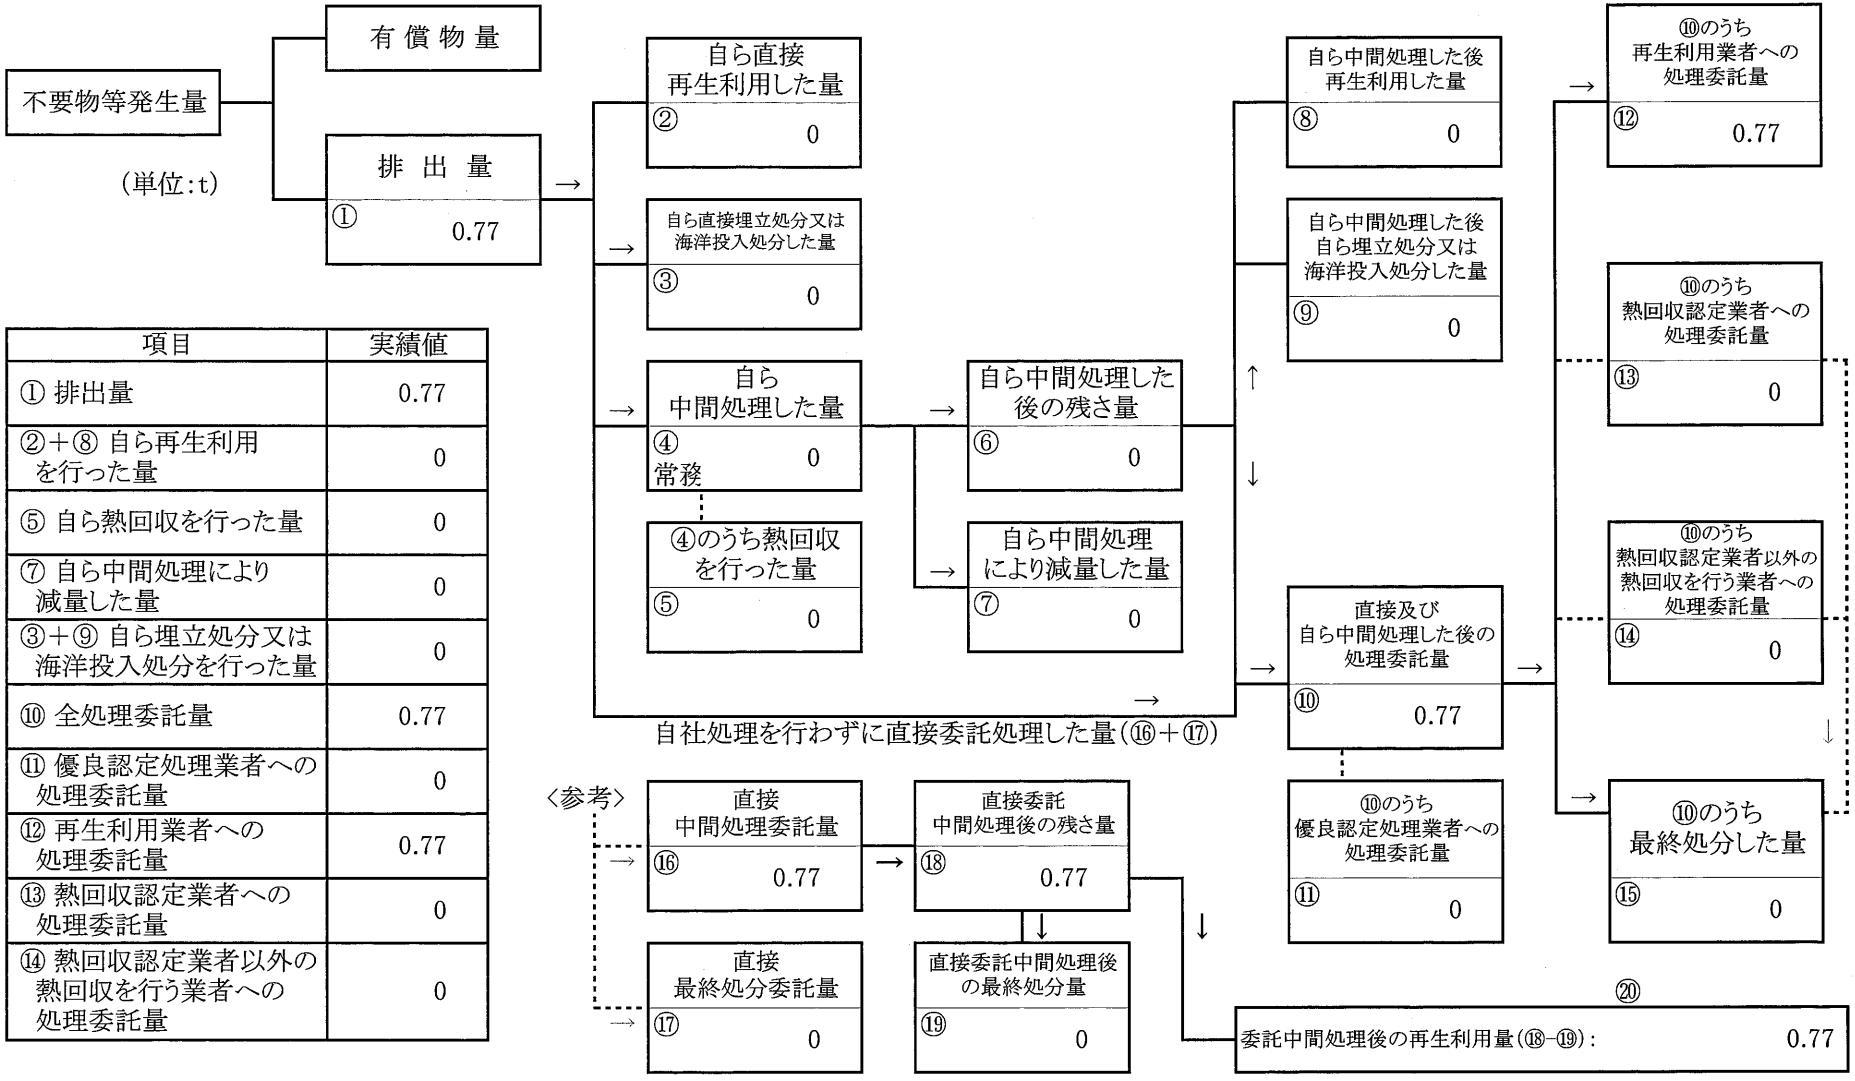 有償物量
不要物等発生量
(単位:t)
排出量
①
0.77
自ら直接
再生利用した量
②
0
自ら直接埋立処分又は
海洋投入処分した量
③
0
自ら
中間処理した量
④
0
常務
④のうち熱回収
を行った量
⑤
0
自ら中間処理した
後の残さ量
⑥
0
自ら中間処理
により減量した量
⑦
0
自ら中間処理した後
再生利用した量
⑧
0
自ら中間処理した後
自ら埋立処分又は
海洋投入処分した量
⑨
0
直接及び
自ら中間処理した後の
処理委託量
⑩
0.77
自社処理を行わずに直接委託処理した量(⑯+⑰)
⑩のうち
優良認定処理業者への
処理委託量
⑪
0
⑩のうち
再生利用業者への
処理委託量
⑫
0.77
⑩のうち
熱回収認定業者への
処理委託量
⑬
0
⑩のうち
熱回収認定業者以外の
熱回収を行う業者への
処理委託量
⑭
0
⑩のうち
最終処分した量
⑮
0
項目 実績値
① 排出量 0.77
②+⑧ 自ら再生利用
を行った量 0
⑤ 自ら熱回収を行った量 0
⑦ 自ら中間処理により
減量した量 0
③+⑨ 自ら埋立処分又は
海洋投入処分を行った量 0
⑩ 全処理委託量 0.77
⑪ 優良認定処理業者への
処理委託量 0
⑫ 再生利用業者への
処理委託量 0.77
⑬ 熱回収認定業者への
処理委託量 0
⑭ 熱回収認定業者以外の
熱回収を行う業者への
処理委託量 0
〈参考〉
直接
中間処理委託量
⑯
0.77
直接
最終処分委託量
⑰
0
直接委託
中間処理後の残さ量
⑱
0.77
直接委託中間処理後
の最終処分量
⑲
0
⑳
委託中間処理後の再生利用量(⑱-⑲): 0.77